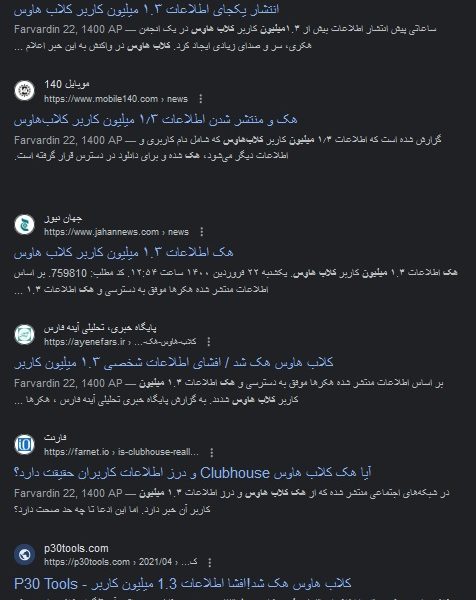 انتشار یکجای اطلاعات ۱.۳ میلیون کاربر کلاب هاوس
Farvardin 22, 1400 AP — ساعاتی پیش انتشار اطلاعات بیش از ۱.۳میلیون کاربر کلاب هاوس در یک انجمن
هکری، سر و صدای زیادی ایجاد کرد. کلاب هاوس در واکنش به این خبر اعلام ...
موبایل 140
https://www.mobile140.com › news
هک و منتشر شدن اطلاعات ۱/۳ میلیون کاربر کلاب‌هاوس
Farvardin 22, 1400 AP — گزارش شده است که اطلاعات ۱/۳ میلیون کاربر کلاب‌هاوس که شامل نام کاربری و
اطلاعات دیگر می‌شود، هک شده و برای دانلود در دسترس قرار گرفته است.
جهان نیوز
https://www.jahannews.com › news
هک اطلاعات ۱.۳ میلیون کاربر کلاب هاوس
هک اطلاعات ۱.۳ میلیون کاربر کلاب هاوس. یکشنبه ۲۲ فروردین ۱۴۰۰ ساعت ۱۲:۵۴. کد مطلب: 759810. بر اساس
اطلاعات منتشر شده هکرها موفق به دسترسی و هک اطلاعات ۱.۳ ...
پایگاه خبری، تحلیلی آینه فارس
https://ayenefars.ir › ...کلاب-هاوس-هک
کلاب هاوس هک شد / افشای اطلاعات شخصی ۱.۳ میلیون کاربر
Farvardin 22, 1400 AP — بر اساس اطلاعات منتشر شده هکرها موفق به دسترسی و هک اطلاعات ۱.۳ میلیون
کاربر کلاب هاوس شدند. به گزارش پایگاه خبری تحلیلی آینه فارس ، هکرها ...
فارنت
https://farnet.io › is-clubhouse-reall...
آیا هک کلاب هاوس Clubhouse و درز اطلاعات کاربران حقیقت دارد؟
Farvardin 22, 1400 AP — در شبکه‌های اجتماعی منتشر شده که از هک کلاب هاوس و درز اطلاعات ۱.۳ میلیون
کاربر آن خبر دارد. اما این ادعا تا چه حد صحت دارد؟
p30tools.com
https://p30tools.com › 2021/04 › ...ک
کلاب هاوس هک شد!افشا اطلاعات 1.3 میلیون کاربر - P30 Tools